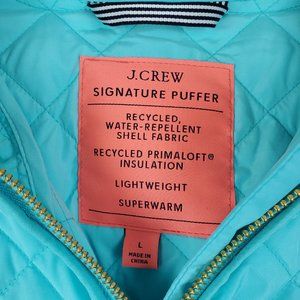 J.CREW
SIGNATURE PUFFER
RECYCLED,
WATER-REPELLENT
SHELL FABRIC
RECYCLED PRIMALOFT®
INSULATION
LIGHTWEIGHT
SUPERWARM
L
MADE IN
CHINA